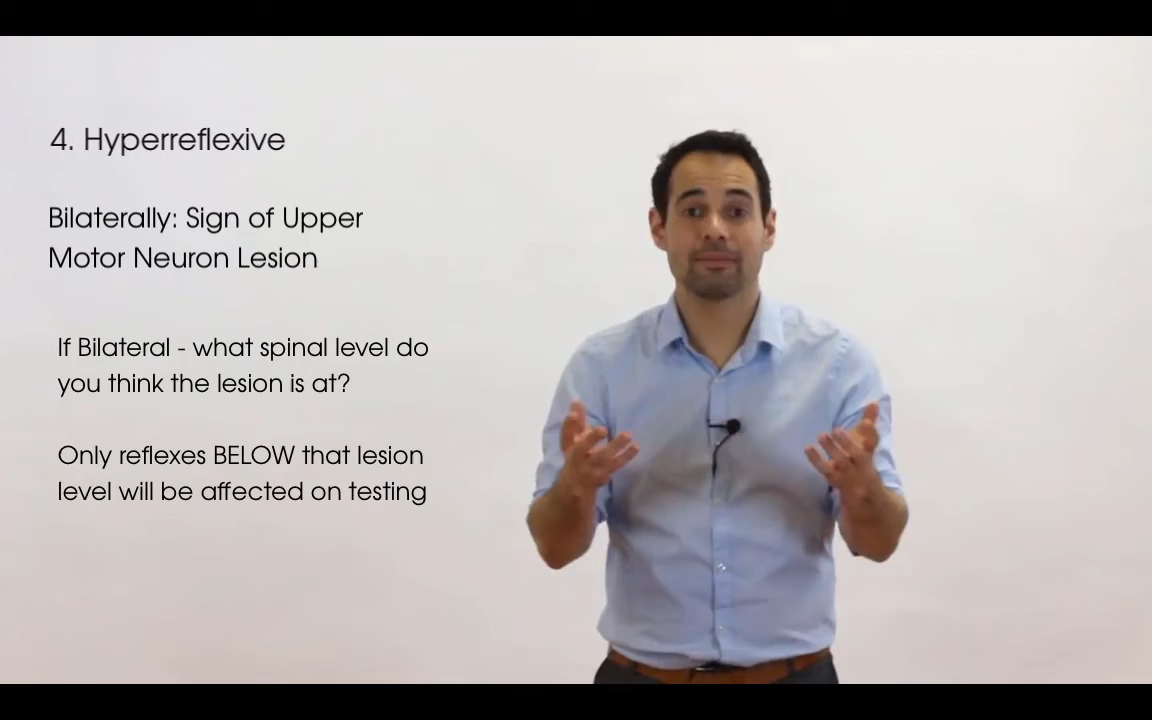 4. Hyperreflexive
Bilaterally: Sign of Upper
Motor Neuron Lesion
If Bilateral - what spinal level do
you think the lesion is at?
Only reflexes BELOW that lesion
level will be affected on testing